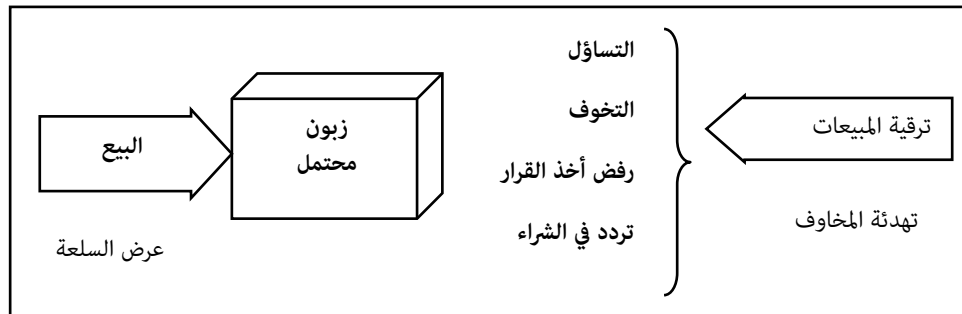 ترقية المبيعات
تهدئة المخاوف
التساؤل
التخوف
رفض أخذ القرار
تردد في الشراء
زبون
محتمل
البيع
عرض السلعة